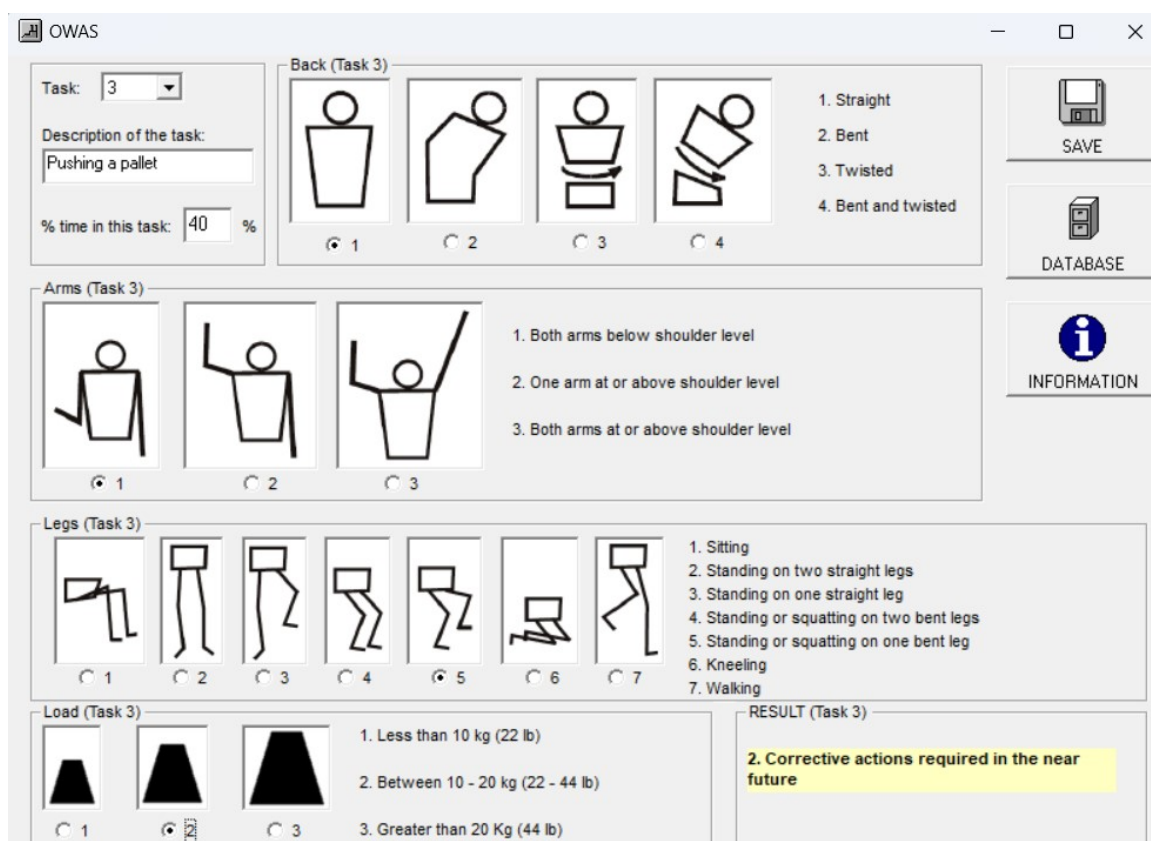 OWAS
Task: 3
Description of the task:
Pushing a pallet
% time in this task: 40 %
Back (Task 3)
1 2 3 4
1. Straight
2. Bent
3. Twisted
4. Bent and twisted
SAVE
DATABASE
INFORMATION
Arms (Task 3)
1 2 3
1. Both arms below shoulder level
2. One arm at or above shoulder level
3. Both arms at or above shoulder level
Legs (Task 3)
1 2 3 4 5 6 7
1. Sitting
2. Standing on two straight legs
3. Standing on one straight leg
4. Standing or squatting on two bent legs
5. Standing or squatting on one bent leg
6. Kneeling
7. Walking
Load (Task 3)
1 2 3
1. Less than 10 kg (22 lb)
2. Between 10 - 20 kg (22 - 44 lb)
3. Greater than 20 Kg (44 lb)
RESULT (Task 3)
2. Corrective actions required in the near
future